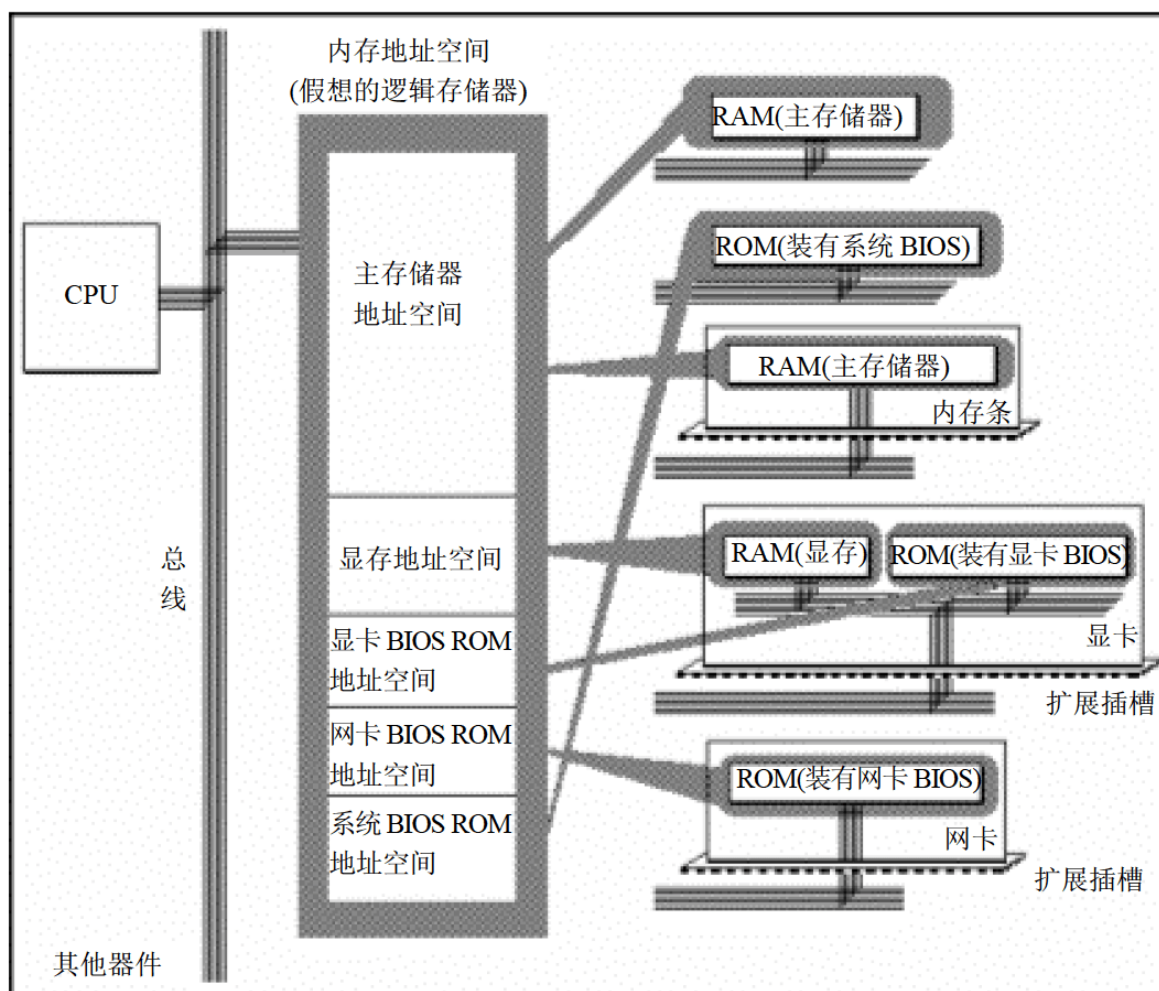 内存地址空间
(假想的逻辑存储器)
CPU
总
线
其他器件
主存储器
地址空间
显存地址空间
显卡 BIOS ROM
地址空间
网卡 BIOS ROM
地址空间
系统 BIOS ROM
地址空间
RAM(主存储器)
ROM(装有系统 BIOS)
RAM(主存储器)
内存条
RAM(显存)
ROM(装有显卡 BIOS)
显卡
扩展插槽
ROM(装有网卡 BIOS)
网卡
扩展插槽